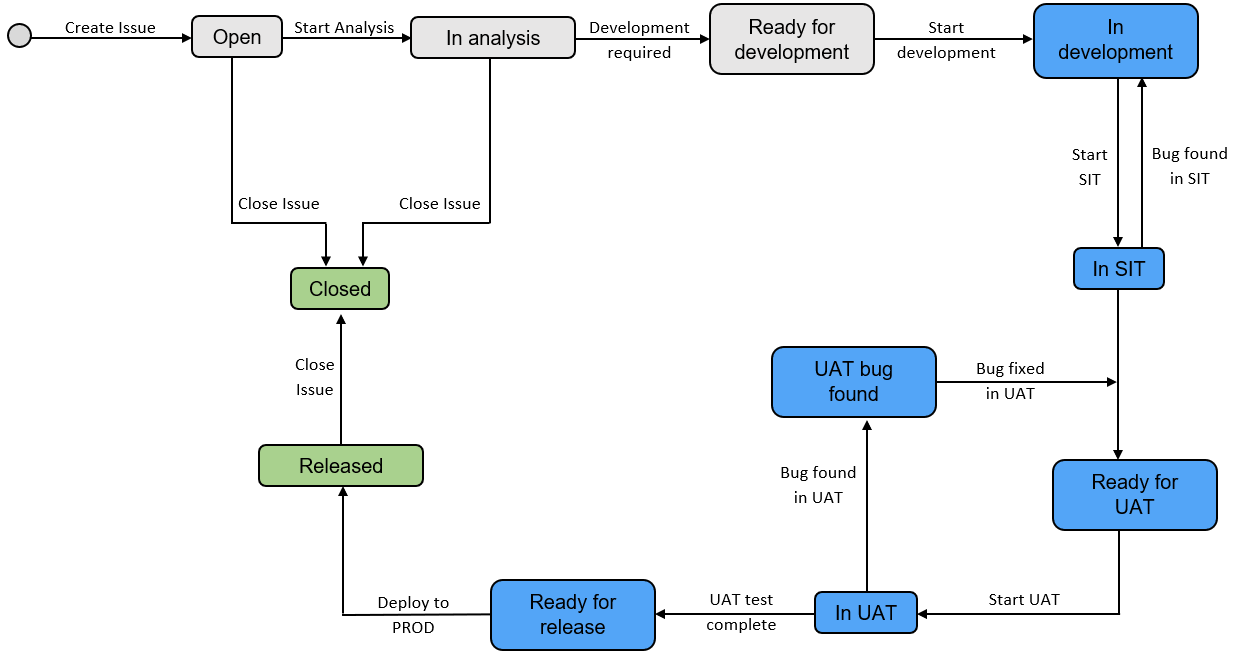 Create Issue
Open
Start Analysis
In analysis
Development
required
Ready for
development
Start
development
In
development
Start
SIT
Bug found
in SIT
Close Issue
Close Issue
In SIT
Closed
Close
Issue
UAT bug
found
Bug fixed
in UAT
Released
Bug found
in UAT
Ready for
UAT
Deploy to
PROD
Ready for
release
UAT test
complete
In UAT
Start UAT